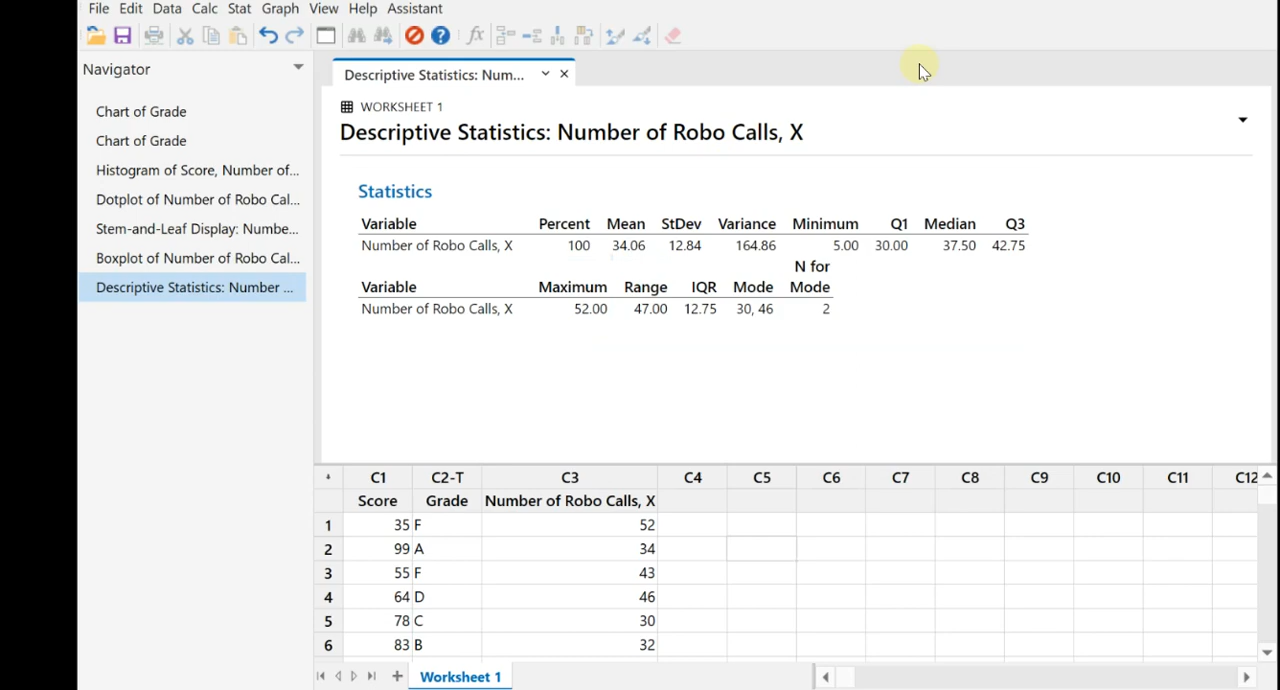 File Edit Data Calc Stat Graph View Help Assistant
Navigator
Chart of Grade
Chart of Grade
Histogram of Score, Number of...
Dotplot of Number of Robo Cal...
Stem-and-Leaf Display: Numbe...
Boxplot of Number of Robo Cal...
Descriptive Statistics: Number ...
Descriptive Statistics: Num...
WORKSHEET 1
Descriptive Statistics: Number of Robo Calls, X
Statistics
Variable Percent Mean StDev Variance Minimum Q1 Median Q3
Number of Robo Calls, X 100 34.06 12.84 164.86 5.00 30.00 37.50 42.75
N for
Variable Maximum Range IQR Mode Mode
Number of Robo Calls, X 52.00 47.00 12.75 30, 46 2
C1 C2-T C3 C4 C5 C6 C7 C8 C9 C10 C11 C12
Score Grade Number of Robo Calls, X
1 35 F 52
2 99 A 34
3 55 F 43
4 64 D 46
5 78 C 30
6 83 B 32
Worksheet 1